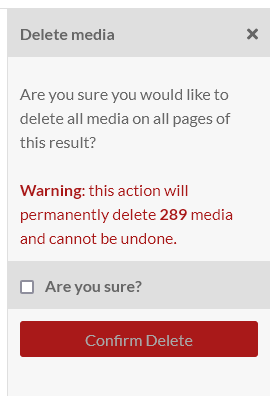 Delete media
Are you sure you would like to
delete all media on all pages of
this result?
Warning: this action will
permanently delete 289 media
and cannot be undone.
Are you sure?
Confirm Delete